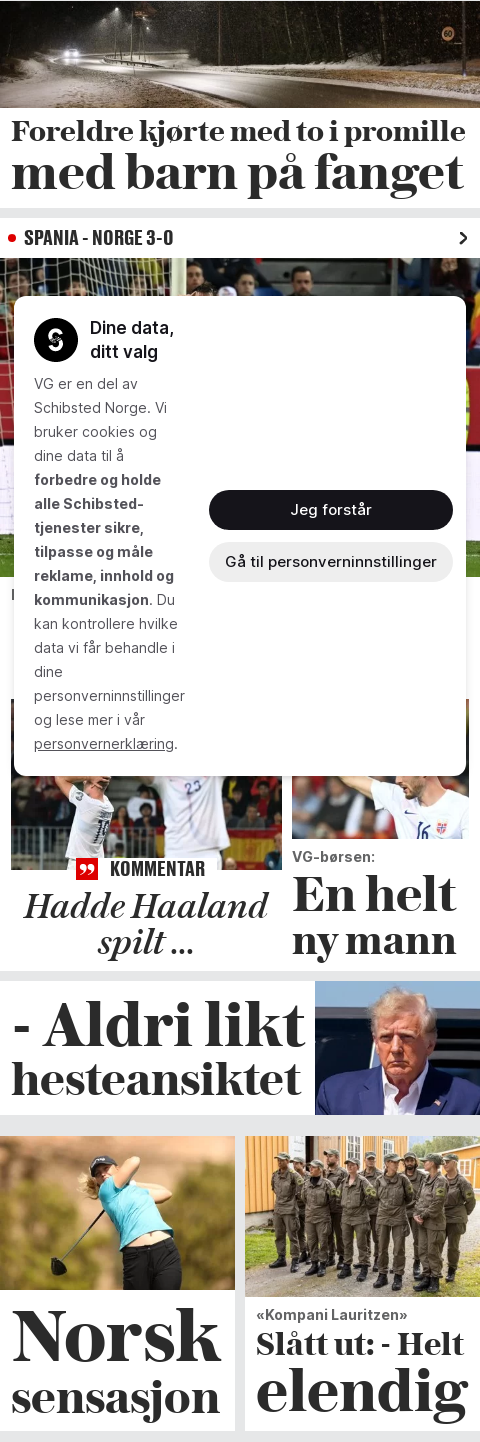 60
Foreldre kjørte med to i promille
med barn på fanget
SPANIA - NORGE 3-0
Dine data,
ditt valg
VG er en del av
Schibsted Norge. Vi
bruker cookies og
dine data til å
forbedre og holde
alle Schibsted-
tjenester sikre,
tilpasse og måle
reklame, innhold og
kommunikasjon. Du
kan kontrollere hvilke
data vi får behandle i
dine
personverninnstillinger
og lese mer i vår
personvernerklæring.
Jeg forstår
Gå til personverninnstillinger
23
16
KOMMENTAR
Hadde Haaland
spilt ...
VG-børsen:
En helt
ny mann
- Aldri likt
hesteansiktet
Norsk
sensasjon
«Kompani Lauritzen»
Slått ut: - Helt
elendig